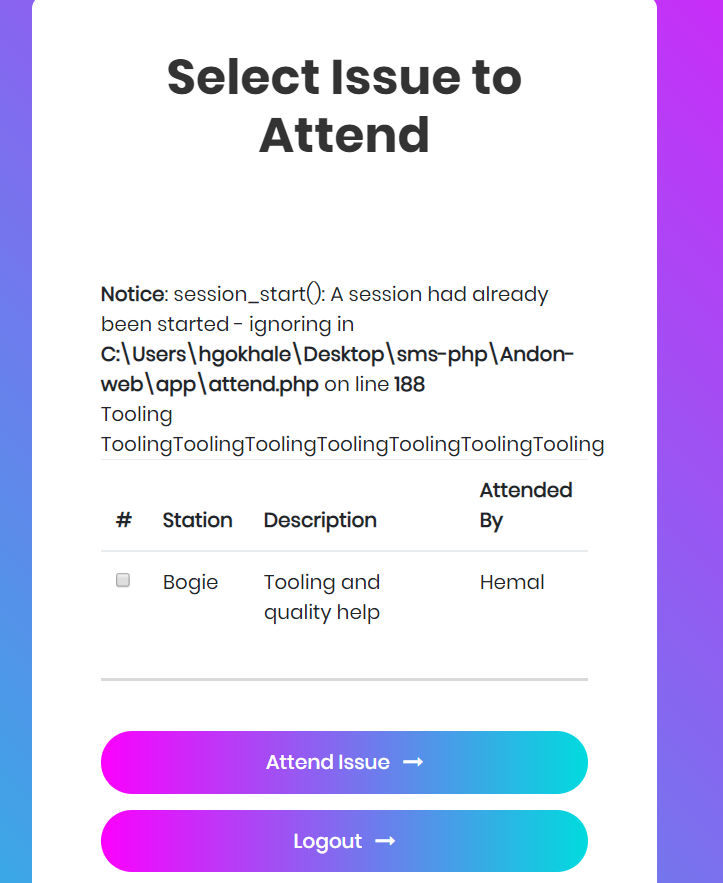 Select Issue to
Attend
Notice: session_start(): A session had already
been started - ignoring in
C:\Users\hgokhale\Desktop\sms-php\Andon-
web\app\attend.php on line 188
Tooling
ToolingToolingToolingToolingToolingToolingTooling
Attended
# Station Description By
Bogie Tooling and Hemal
quality help
Attend Issue →
Logout →